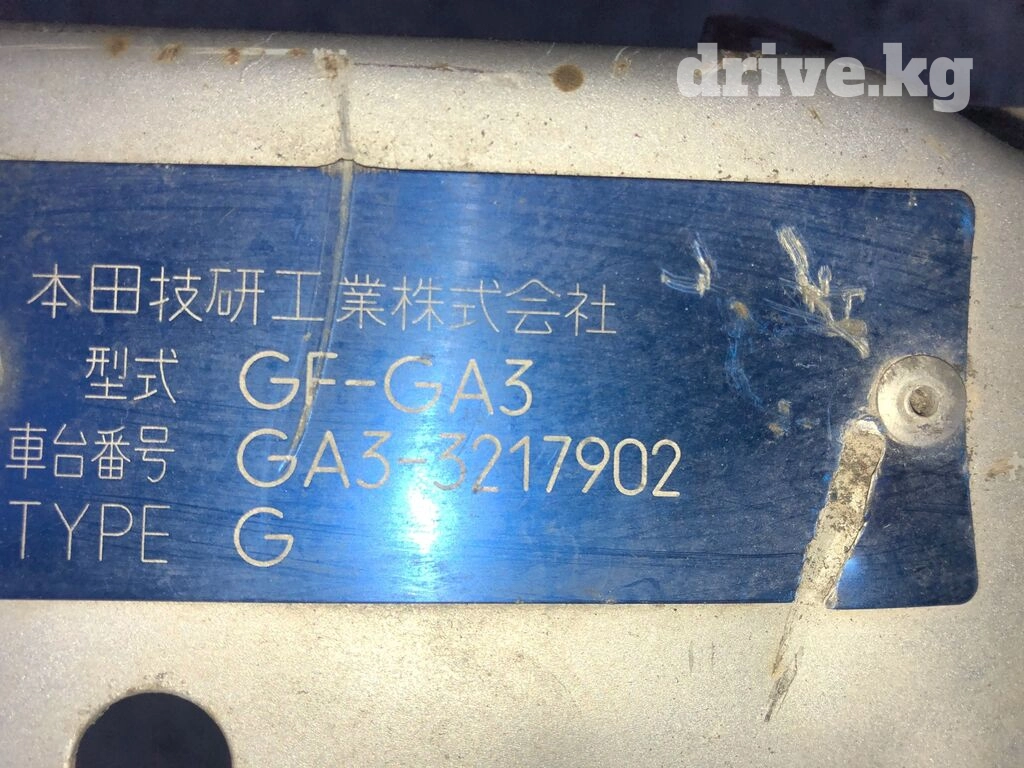 drive.kg
本田技研工業株式会社
型式 GF-GA3
車台番号 GA3-3217902
TYPE G